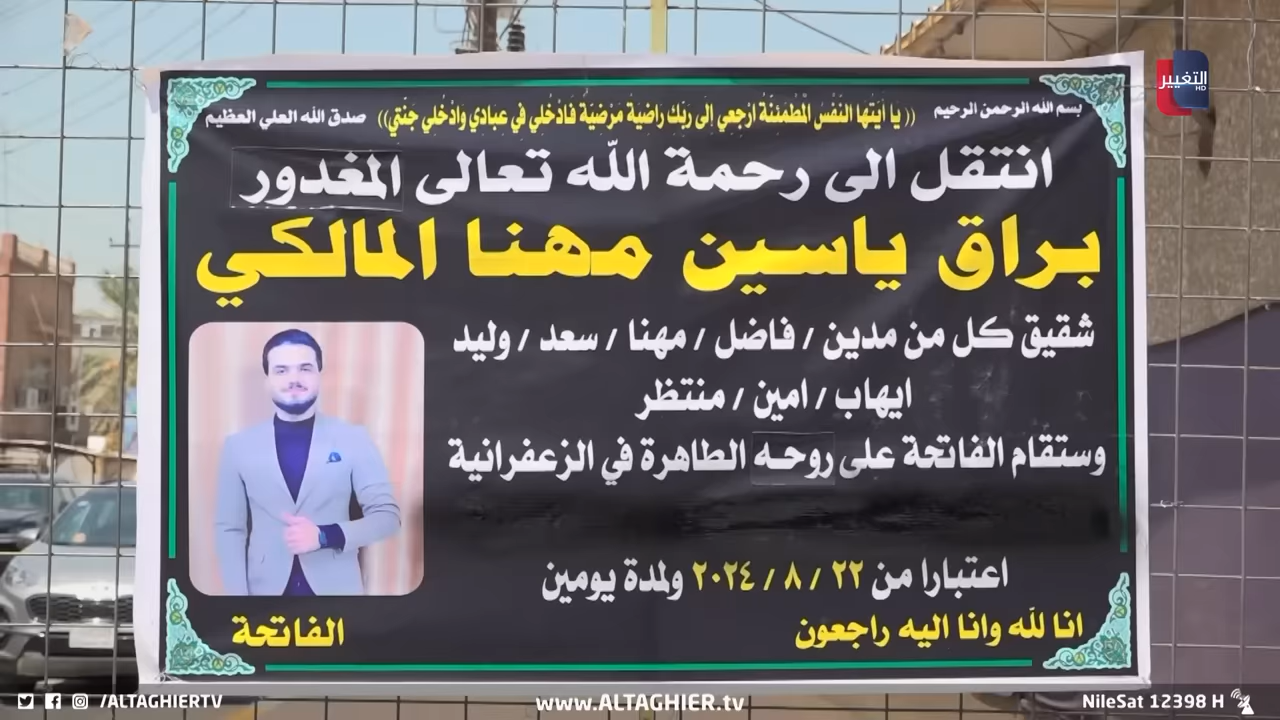 التغيير HD
بسم الله الرحمن الرحيم
(( يا أيتها النفس المطمئنة ارجعي إلى ربك راضية مرضية فادخلي في عبادي وادخلي جنتي))
صدق الله العلي العظيم
انتقل الى رحمة الله تعالى المغدور
براق ياسين مهنا المالكي
شقيق كل من مدين / فاضل / مهنا / سعد / وليد
ايهاب / امين / منتظر
وستقام الفاتحة على روحه الطاهرة في الزعفرانية
اعتبارا من ٢٢ / ٨ / ٢٠٢٤ ولمدة يومين
انا لله وانا اليه راجعون
الفاتحة
/ALTAGHIERTV
www.ALTAGHIER.tv
NileSat 12398 H